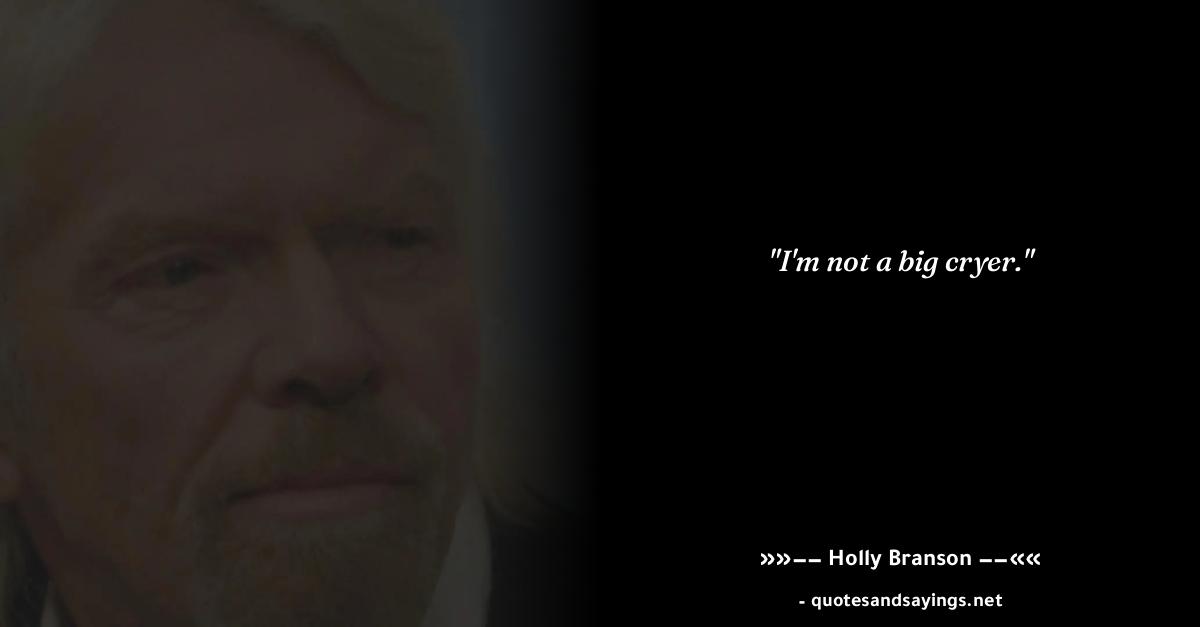 "I'm not a big cryer."
»»–– Holly Branson ––««
- quotesandsayings.net